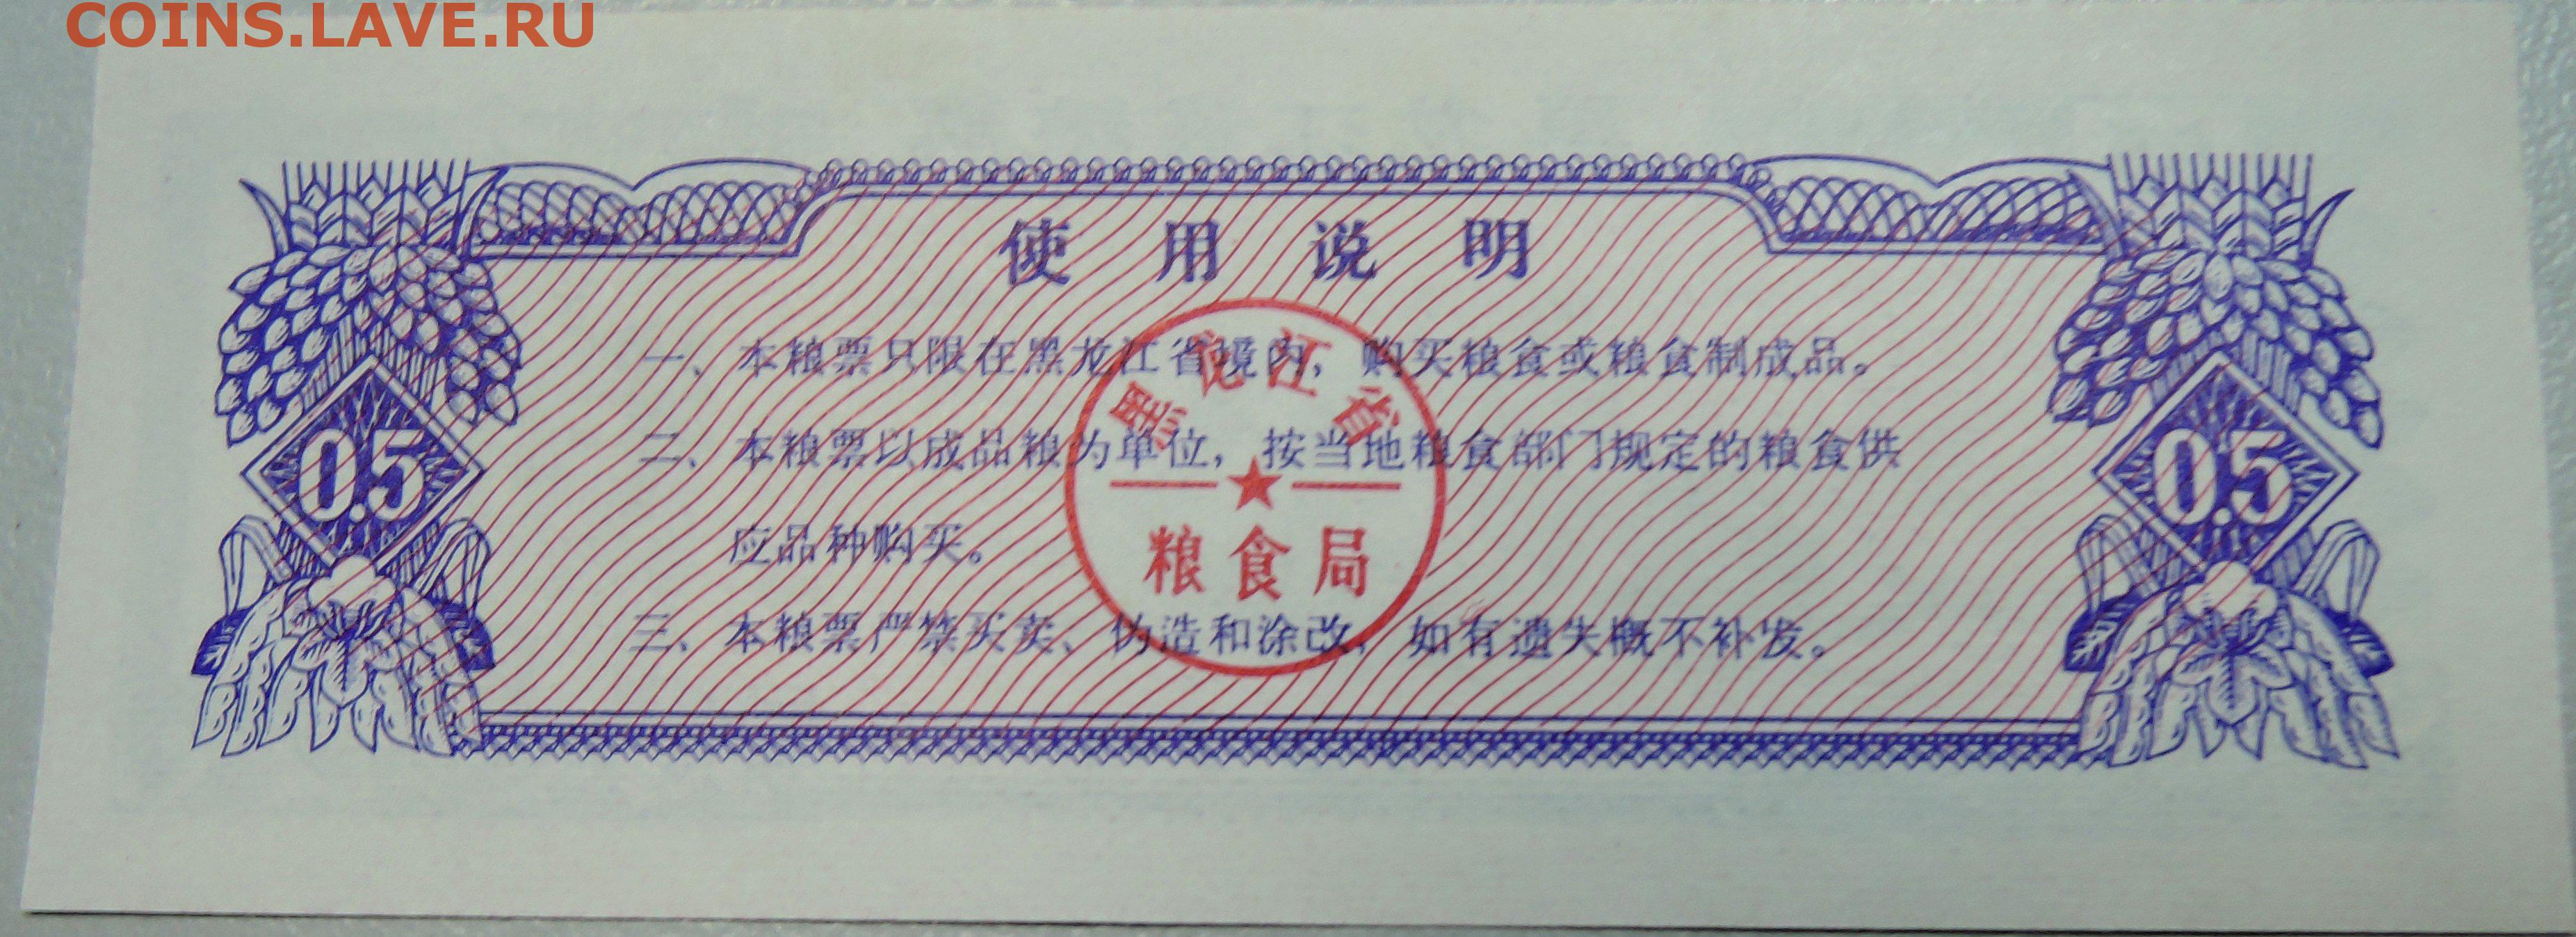 COINS.LAVE.RU
使用说明
一、本粮票只限在黑龙江省境内，购买粮食或粮食制成品。
二、本粮票以成品粮为单位，按当地粮食部门规定的粮食供
应品种购买。
三、本粮票严禁买卖、伪造和涂改，如有遗失概不补发。
黑龙江省
粮食局
0.5
0.5